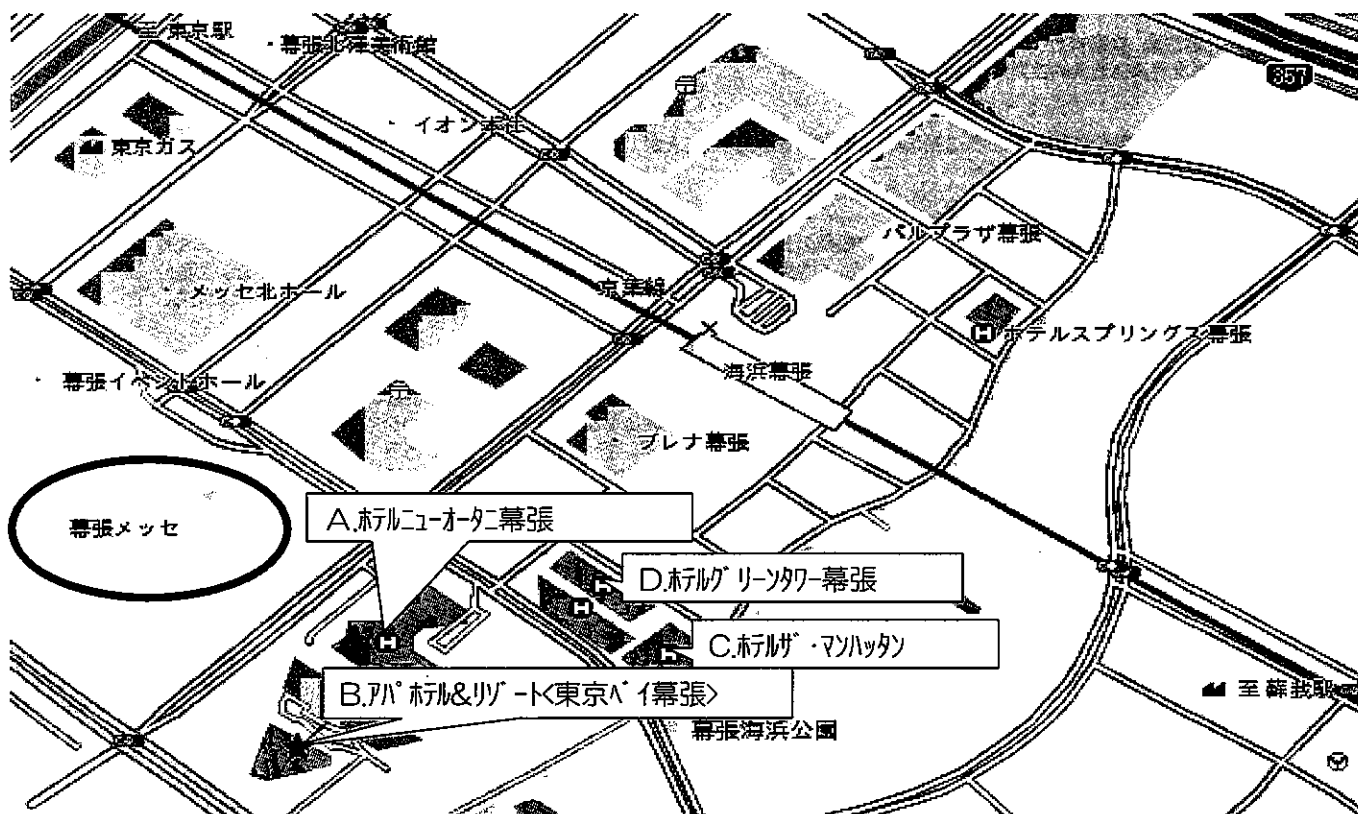 至 東京駅
幕張北祥美術館
357
イオン本社
東京ガス
パルプラザ幕張
メッセ北ホール
京葉線
ホテルスプリングス幕張
幕張イベントホール
海浜幕張
プレナ幕張
幕張メッセ
A.ホテルニューオータニ幕張
D.ホテルグリーンタワー幕張
C.ホテルザ・マンハッタン
B.アパホテル&リゾート<東京ベイ幕張>
至 蘇我駅
幕張海浜公園